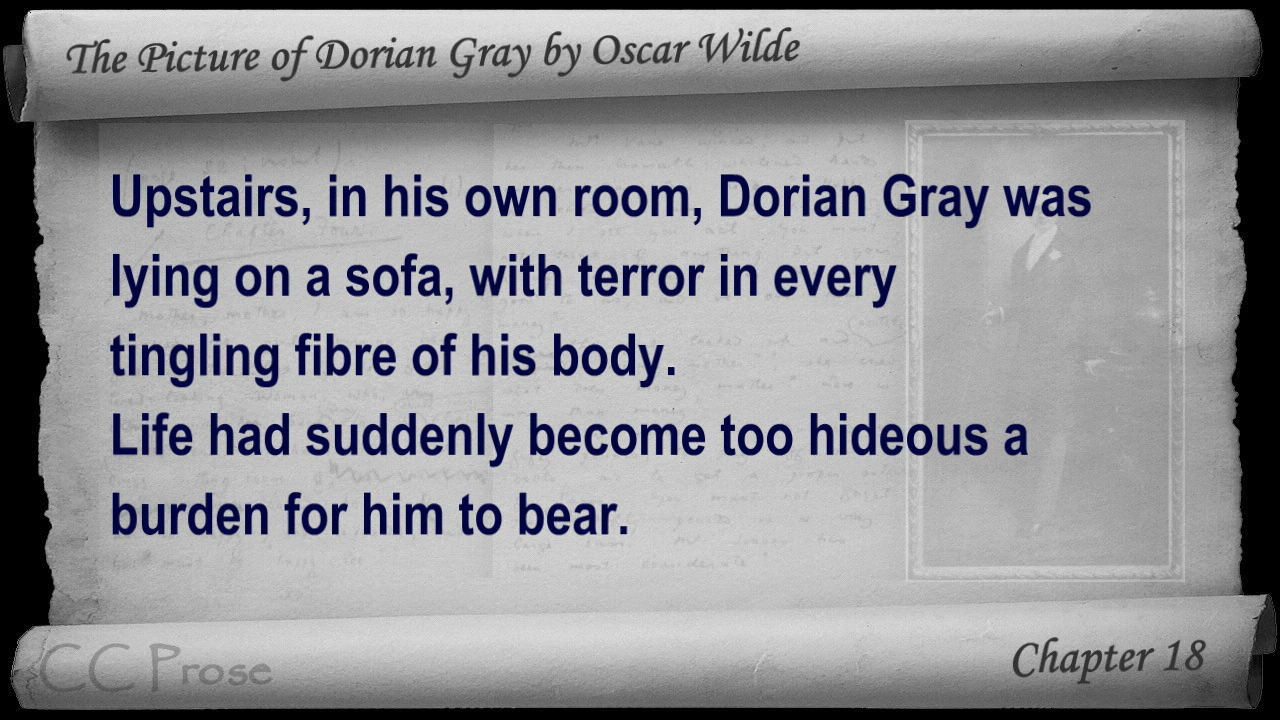 The Picture of Dorian Gray by Oscar Wilde
Upstairs, in his own room, Dorian Gray was
lying on a sofa, with terror in every
tingling fibre of his body.
Life had suddenly become too hideous a
burden for him to bear.
CC Prose
Chapter 18